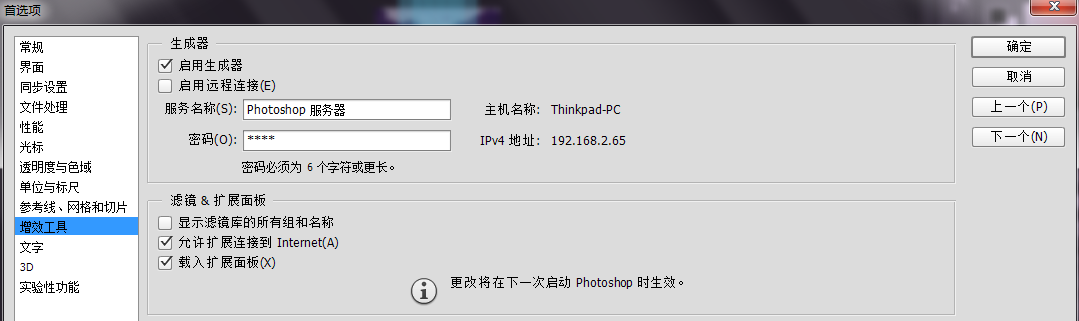 首选项
常规
界面
同步设置
文件处理
性能
光标
透明度与色域
单位与标尺
参考线、网格和切片
增效工具
文字
3D
实验性功能
生成器
启用生成器
启用远程连接(E)
服务名称(S): Photoshop 服务器 主机名称: Thinkpad-PC
密码(O): **** IPv4 地址: 192.168.2.65
密码必须为 6 个字符或更长。
滤镜 & 扩展面板
显示滤镜库的所有组和名称
允许扩展连接到 Internet(A)
载入扩展面板(X)
更改将在下一次启动 Photoshop 时生效。
确定
取消
上一个(P)
下一个(N)